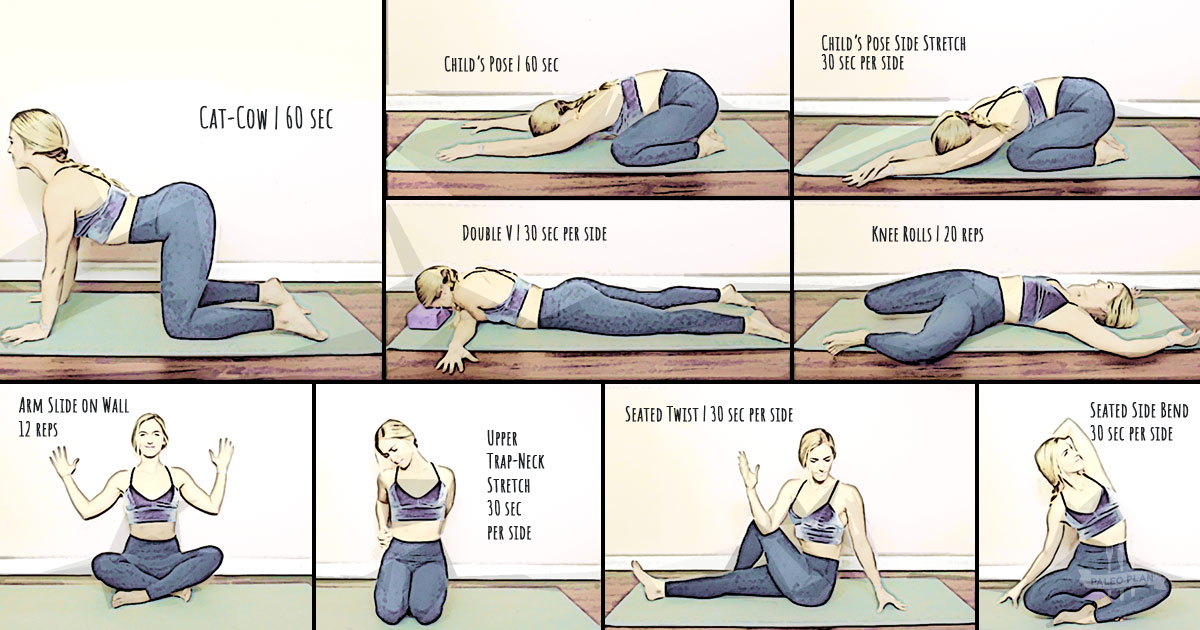 Cat-Cow | 60 sec
Child's Pose | 60 sec
Child's Pose Side Stretch
30 sec per side
Double V | 30 sec per side
Knee Rolls | 20 reps
Arm Slide on Wall
12 reps
Upper
Trap-Neck
Stretch
30 sec
per side
Seated Twist | 30 sec per side
Seated Side Bend
30 sec per side
PALEO PLAN